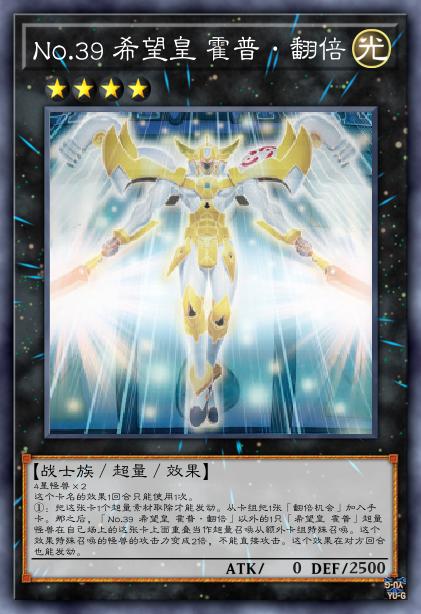 No.39 希望皇 霍普·翻倍
光
【战士族/超量/效果】
4星怪兽×2
这个卡名的效果1回合只能使用1次。
①：把这张卡1个超量素材取除才能发动。从卡组把1张「翻倍机会」加入手
卡。那之后，「No.39 希望皇 霍普·翻倍」以外的1只「希望皇 霍普」超量
怪兽在自己场上的这张卡上面重叠当作超量召唤从额外卡组特殊召唤。这个
效果特殊召唤的怪兽的攻击力变成2倍，不能直接攻击。这个效果在对方回合
也能发动。
ATK/ 0 DEF/2500